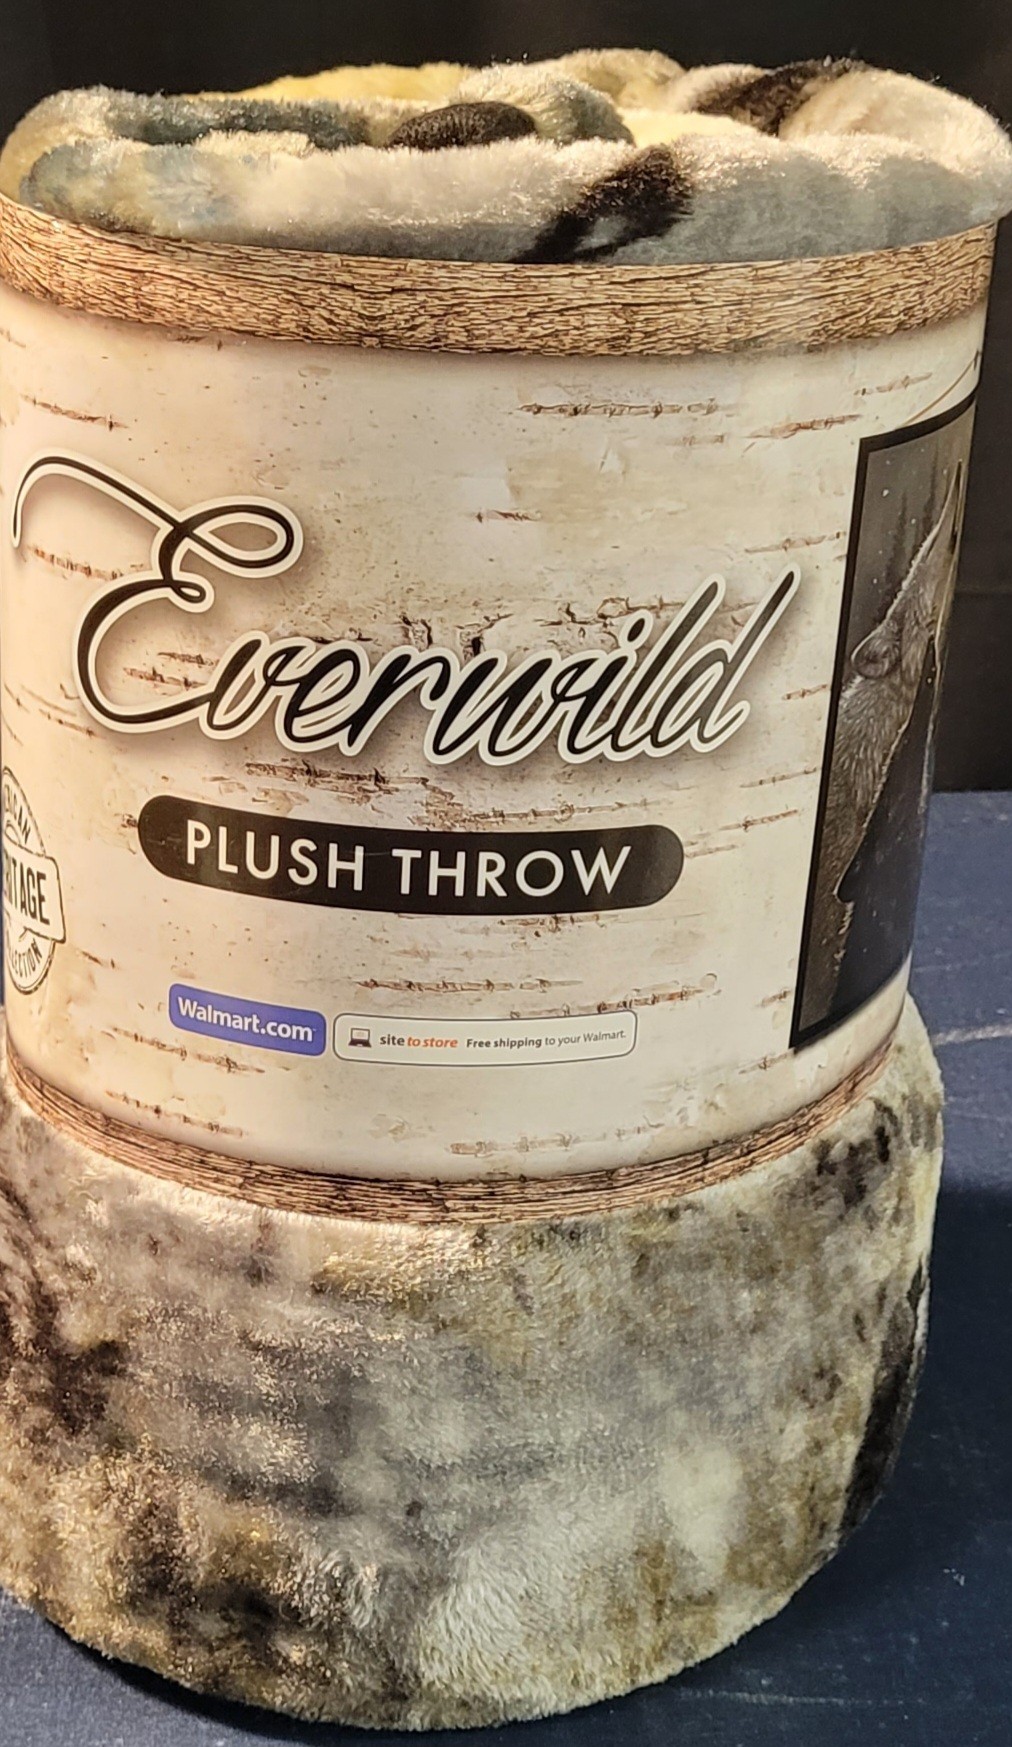 Everwild
PLUSH THROW
Walmart.com
site to store Free shipping to your Walmart.